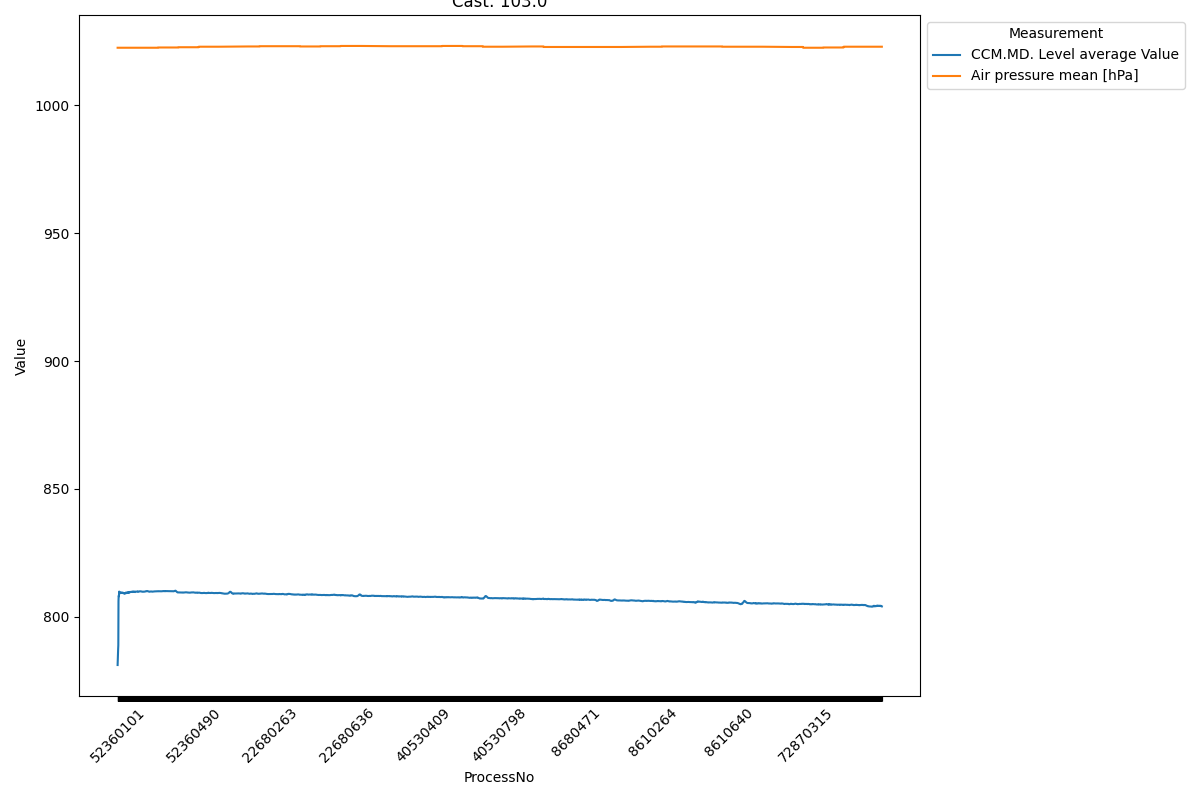 Cast: 103.0
Measurement
CCM.MD. Level average Value
Air pressure mean [hPa]
1000
950
900
850
800
Value
52360101
52360490
22680263
22680636
40530409
40530798
8680471
8610264
8610640
72870315
ProcessNo